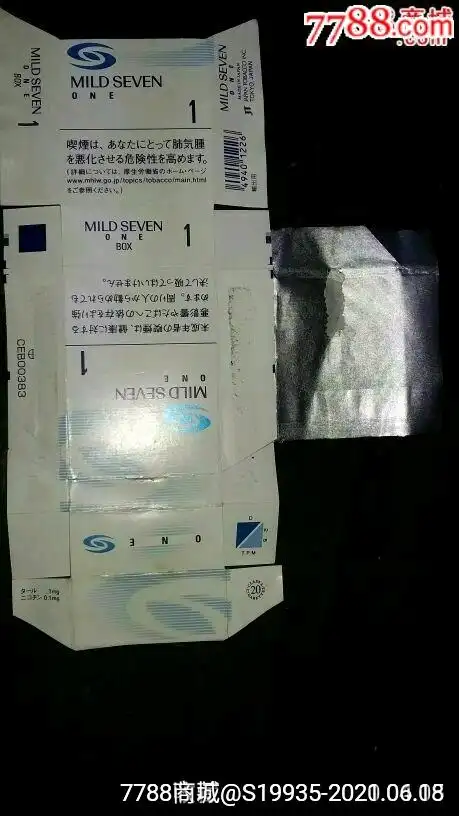 7788商城
.com
MILD SEVEN
ONE
BOX
1
MILD SEVEN
ONE
1
喫煙は、あなたにとって肺気腫
を悪化させる危険性を高めます。
(詳細については、厚生労働省のホーム・ページ
www.mhlw.go.jp/topics/tobacco/main.html
をご参照ください。)
MILD SEVEN
ONE
MADE IN JAPAN
JAPAN TOBACCO INC.
TOKYO, JAPAN
JT
4940 1226
MILD SEVEN
ONE
BOX
1
未成年者の喫煙は、健康に対する
悪影響やたばこへの依存をより強
めます。周りの人から勧められても
決して吸ってはいけません。
MILD SEVEN
ONE
1
CEB00383
ONE
T.P.M
タール 1mg
ニコチン 0.1mg
20
7788商城@S19935-2020.06.08